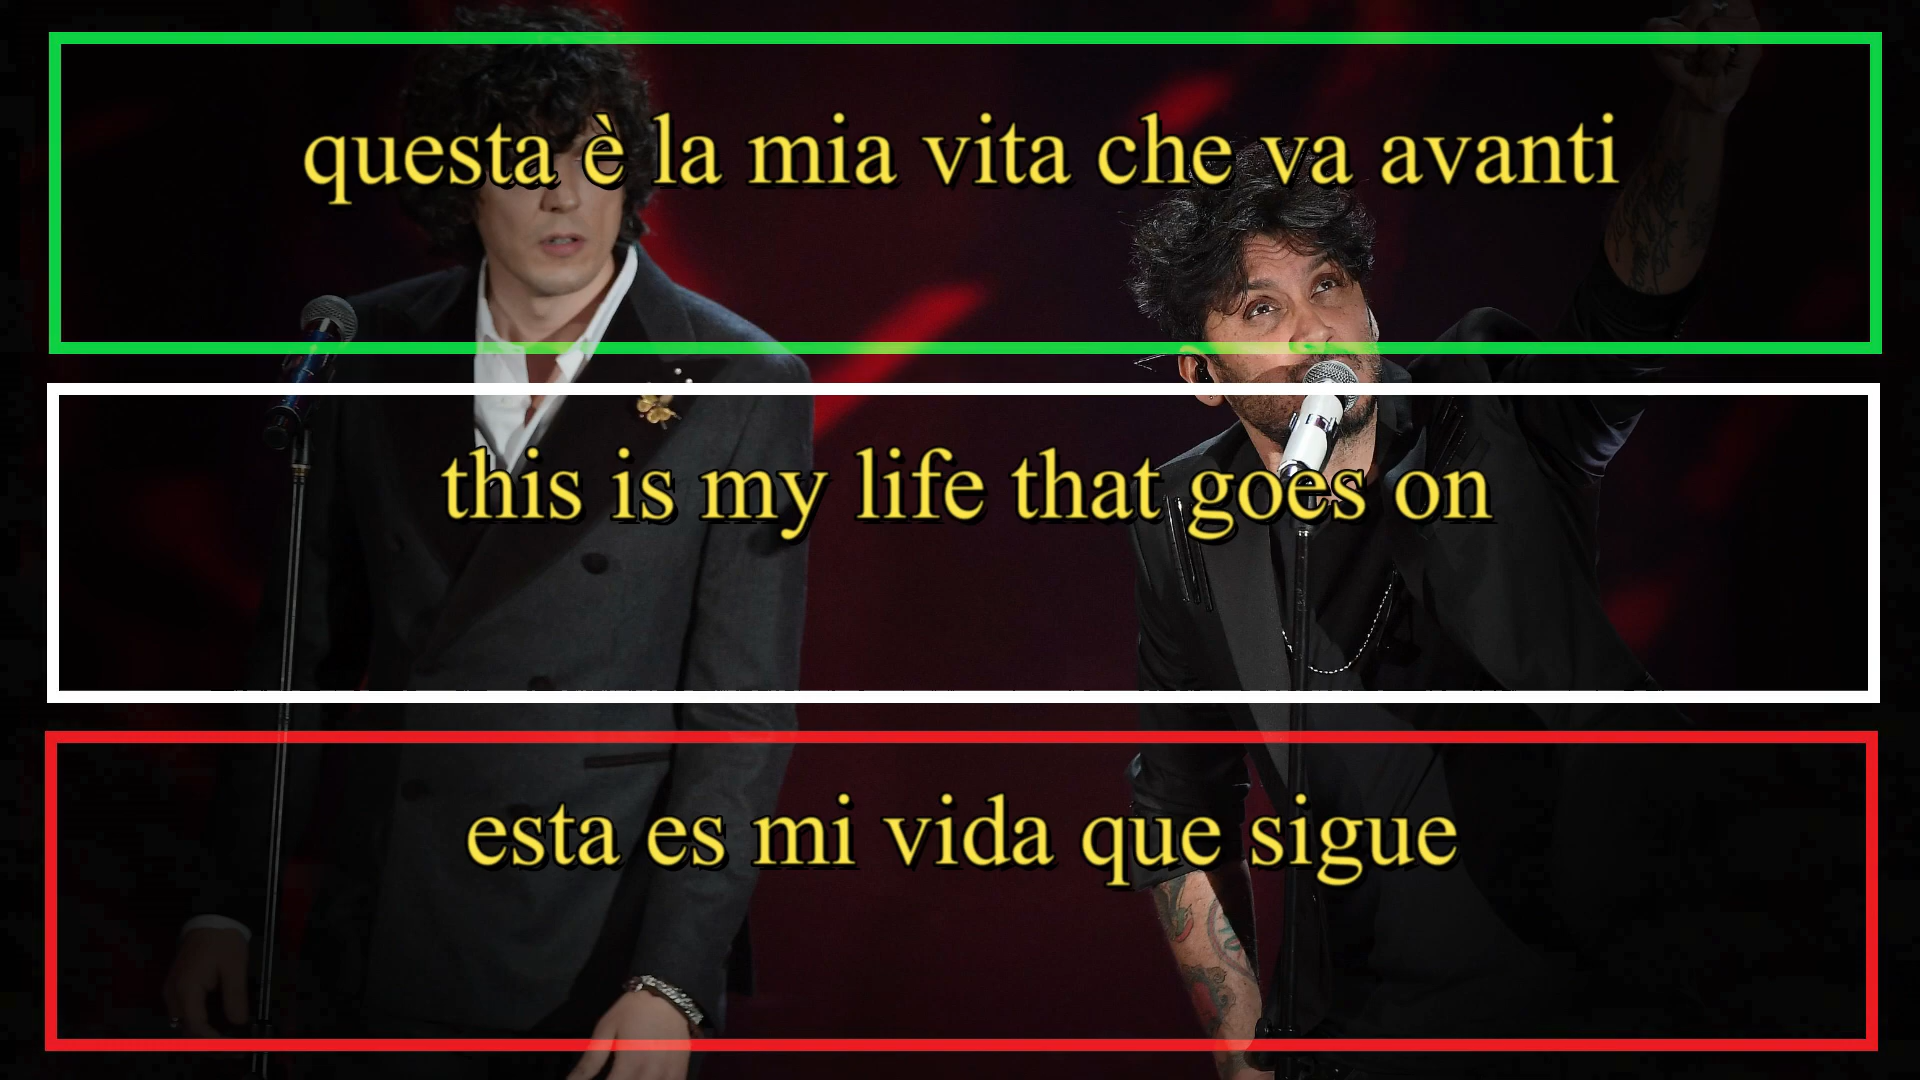 questa è la mia vita che va avanti
this is my life that goes on
esta es mi vida que sigue